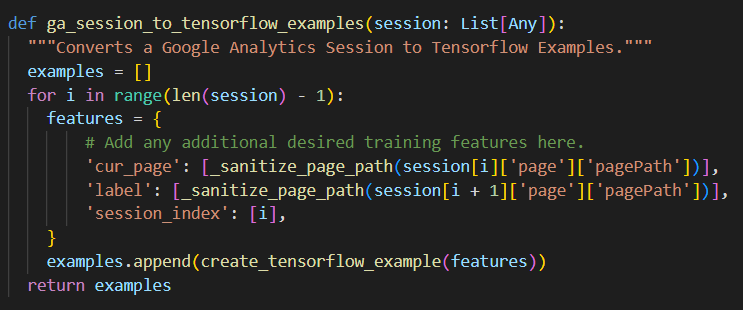 def ga_session_to_tensorflow_examples(session: List[Any]):
  """Converts a Google Analytics Session to Tensorflow Examples."""
  examples = []
  for i in range(len(session) - 1):
    features = {
        # Add any additional desired training features here.
        'cur_page': [_sanitize_page_path(session[i]['page']['pagePath'])],
        'label': [_sanitize_page_path(session[i + 1]['page']['pagePath'])],
        'session_index': [i],
    }
    examples.append(create_tensorflow_example(features))
  return examples